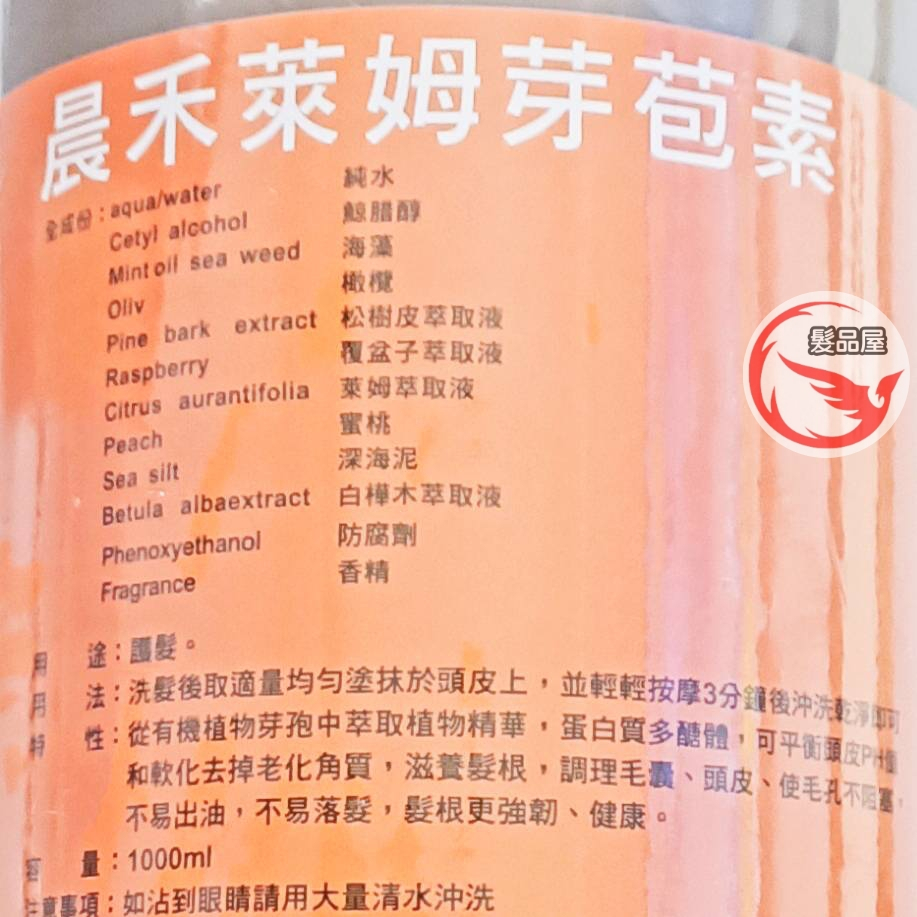 晨禾萊姆芽苞素
全成份：aqua/water 純水
Cetyl alcohol 鯨腊醇
Mint oil sea weed 海藻
Oliv 橄欖
Pine bark extract 松樹皮萃取液
Raspberry 覆盆子萃取液
Citrus aurantifolia 萊姆萃取液
Peach 蜜桃
Sea silt 深海泥
Betula albaextract 白樺木萃取液
Phenoxyethanol 防腐劑
Fragrance 香精
髮品屋
用途：護髮。
用法：洗髮後取適量均勻塗抹於頭皮上，並輕輕按摩3分鐘後沖洗乾淨即可
特性：從有機植物芽孢中萃取植物精華，蛋白質多醣體，可平衡頭皮PH值
和軟化去掉老化角質，滋養髮根，調理毛囊、頭皮、使毛孔不阻塞，
不易出油，不易落髮，髮根更強韌、健康。
容量：1000ml
注意事項：如沾到眼睛請用大量清水沖洗